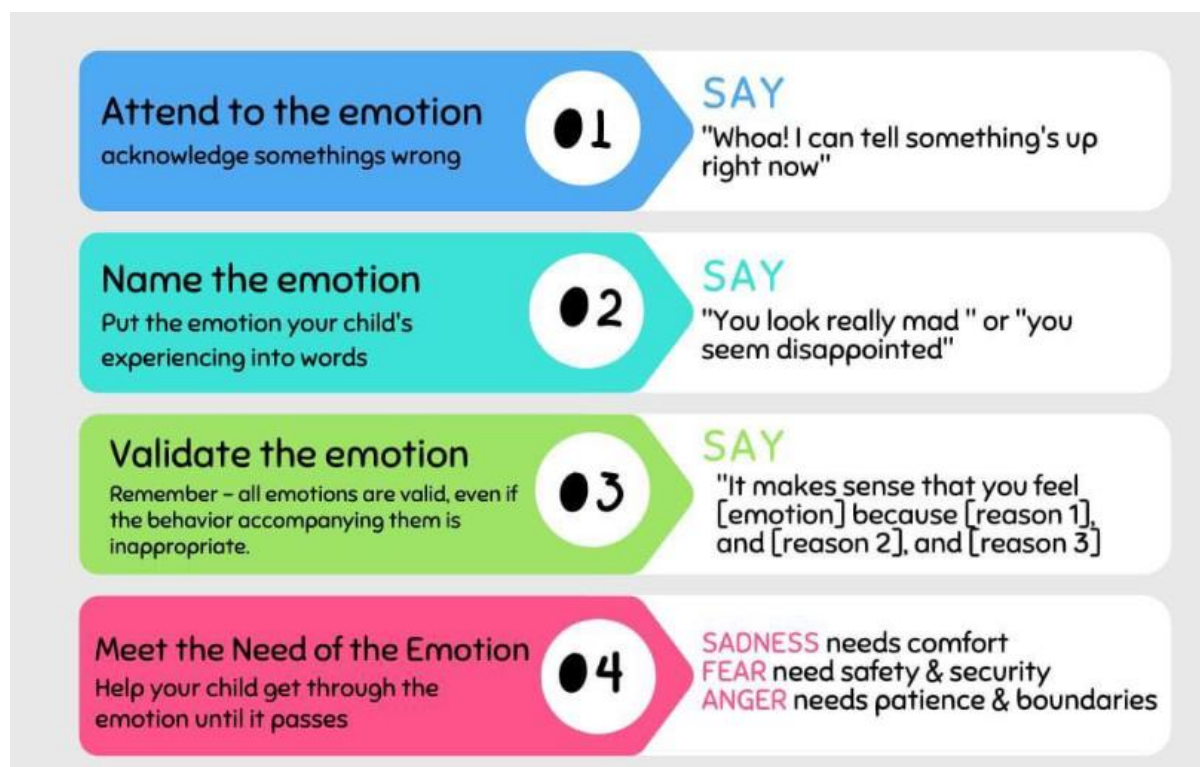 Attend to the emotion
acknowledge somethings wrong
01
SAY
"Whoa! I can tell something's up
right now"
Name the emotion
Put the emotion your child's
experiencing into words
02
SAY
"You look really mad " or "you
seem disappointed"
Validate the emotion
Remember – all emotions are valid, even if
the behavior accompanying them is
inappropriate.
03
SAY
"It makes sense that you feel
[emotion] because [reason 1],
and [reason 2], and [reason 3]
Meet the Need of the Emotion
Help your child get through the
emotion until it passes
04
SADNESS needs comfort
FEAR need safety & security
ANGER needs patience & boundaries